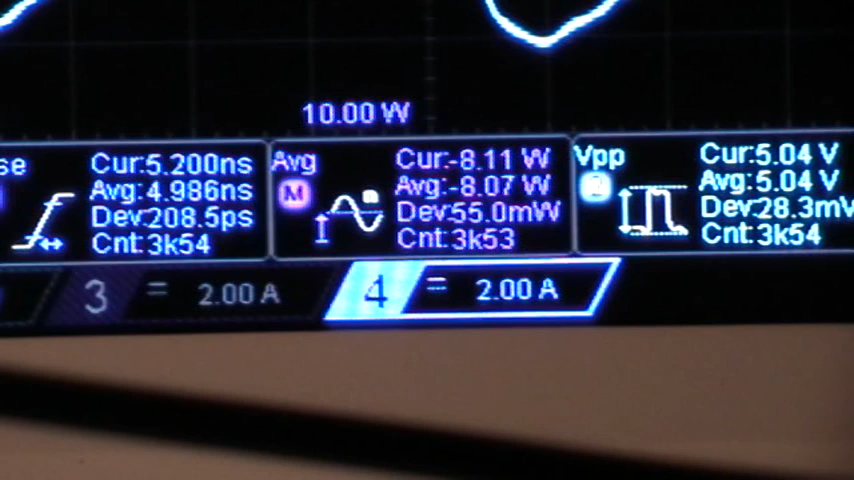 10.00 W
se
Cur:5.200ns
Avg:4.986ns
Dev:208.5ps
Cnt:3k54
Avg
M
Cur:-8.11 W
Avg:-8.07 W
Dev:55.0mW
Cnt:3k53
Vpp
Cur:5.04 V
Avg:5.04 V
Dev:28.3mV
Cnt:3k54
3 = 2.00 A
4 = 2.00 A